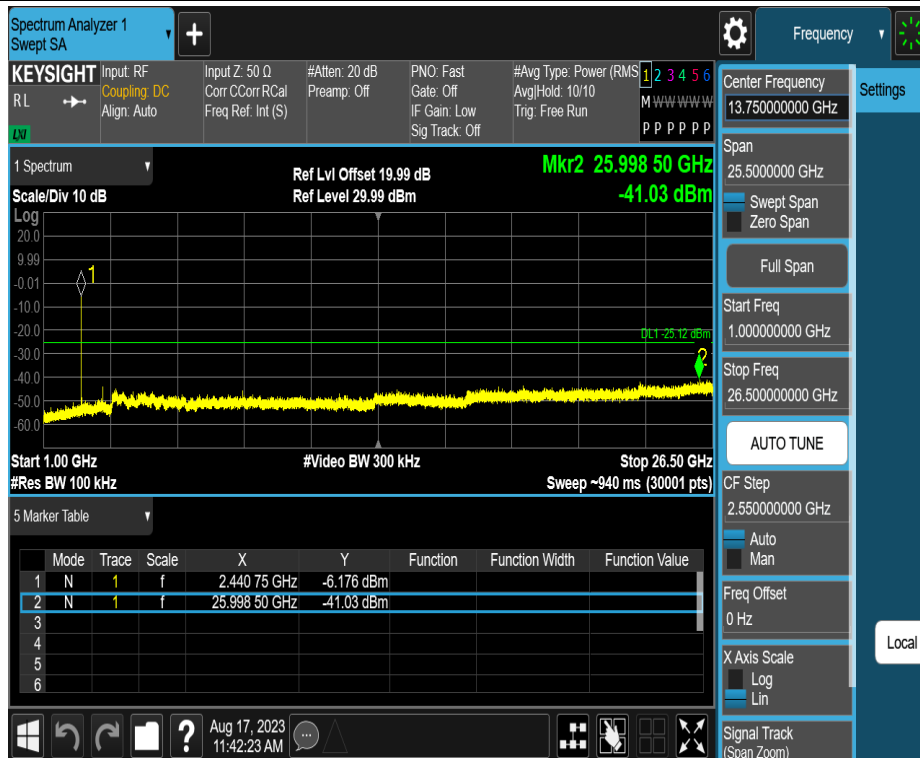 Spectrum Analyzer 1
Swept SA
+
Frequency
KEYSIGHT
RL
LXI
Input: RF
Coupling: DC
Align: Auto
Input Z: 50 Ω
Corr CCorr RCal
Freq Ref: Int (S)
#Atten: 20 dB
Preamp: Off
PNO: Fast
Gate: Off
IF Gain: Low
Sig Track: Off
#Avg Type: Power (RMS
Avg|Hold: 10/10
Trig: Free Run
1 2 3 4 5 6
M W W W W W
P P P P P P
1 Spectrum
Scale/Div 10 dB
Log
Ref Lvl Offset 19.99 dB
Ref Level 29.99 dBm
Mkr2 25.998 50 GHz
-41.03 dBm
20.0
9.99
-0.01
-10.0
-20.0
-30.0
-40.0
-50.0
-60.0
1
DL1 -25.12 dBm
2
Start 1.00 GHz
#Res BW 100 kHz
#Video BW 300 kHz
Stop 26.50 GHz
Sweep ~940 ms (30001 pts)
5 Marker Table
Mode Trace Scale X Y Function Function Width Function Value
1 N 1 f 2.440 75 GHz -6.176 dBm
2 N 1 f 25.998 50 GHz -41.03 dBm
3
4
5
6
?
Aug 17, 2023
11:42:23 AM
Center Frequency
13.750000000 GHz
Settings
Span
25.5000000 GHz
Swept Span
Zero Span
Full Span
Start Freq
1.000000000 GHz
Stop Freq
26.500000000 GHz
AUTO TUNE
CF Step
2.550000000 GHz
Auto
Man
Freq Offset
0 Hz
Local
X Axis Scale
Log
Lin
Signal Track
(Span Zoom)